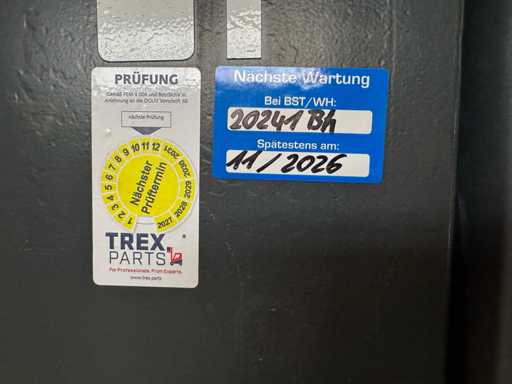 PRÜFUNG
nächste Prüfung
1 2 3 4 5 6 7 8 9 10 11 12
2027 2028 2029 2030 2031
Nächster
Prüftermin
TREX
PARTS
For Professionals. From Experts.
www.trex.parts
Nächste Wartung
Bei BST/WH:
20241 Bh
Spätestens am:
11/2026